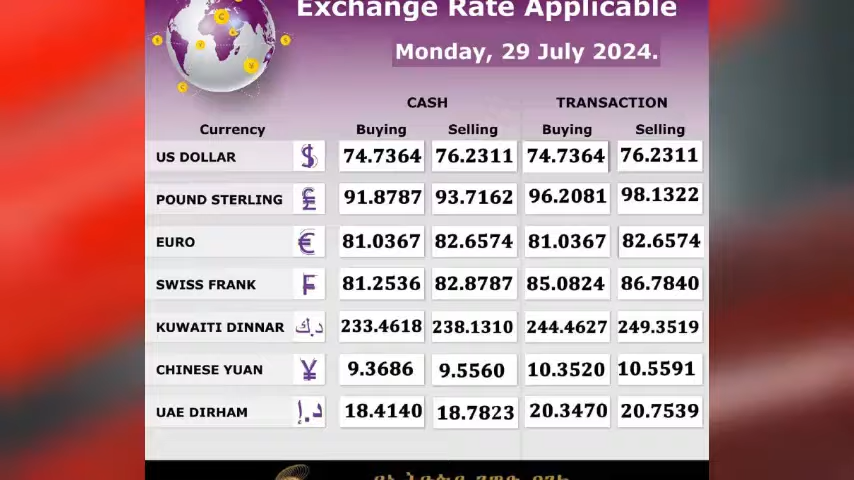 Exchange Rate Applicable
Monday, 29 July 2024.
CASH TRANSACTION
Currency Buying Selling Buying Selling
US DOLLAR $ 74.7364 76.2311 74.7364 76.2311
POUND STERLING £ 91.8787 93.7162 96.2081 98.1322
EURO € 81.0367 82.6574 81.0367 82.6574
SWISS FRANK F 81.2536 82.8787 85.0824 86.7840
KUWAITI DINNAR د.ك 233.4618 238.1310 244.4627 249.3519
CHINESE YUAN ¥ 9.3686 9.5560 10.3520 10.5591
UAE DIRHAM د.إ 18.4140 18.7823 20.3470 20.7539